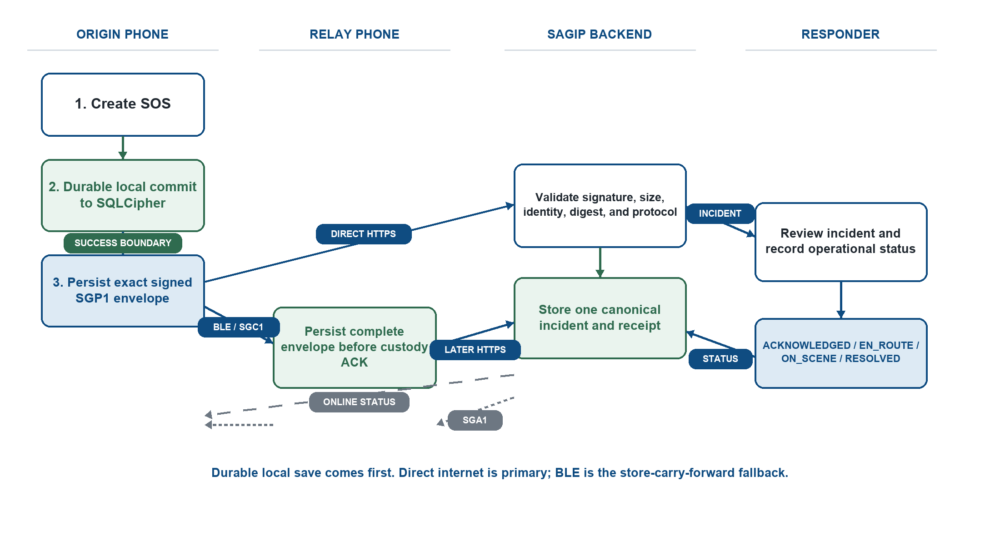 ORIGIN PHONE
RELAY PHONE
SAGIP BACKEND
RESPONDER
1. Create SOS
2. Durable local commit
to SQLCipher
SUCCESS BOUNDARY
3. Persist exact signed
SGP1 envelope
DIRECT HTTPS
BLE / SGC1
Persist complete
envelope before custody
ACK
LATER HTTPS
Validate signature, size,
identity, digest, and protocol
INCIDENT
Review incident and
record operational status
Store one canonical
incident and receipt
STATUS
ACKNOWLEDGED / EN_ROUTE /
ON_SCENE / RESOLVED
ONLINE STATUS
SGA1
Durable local save comes first. Direct internet is primary; BLE is the store-carry-forward fallback.